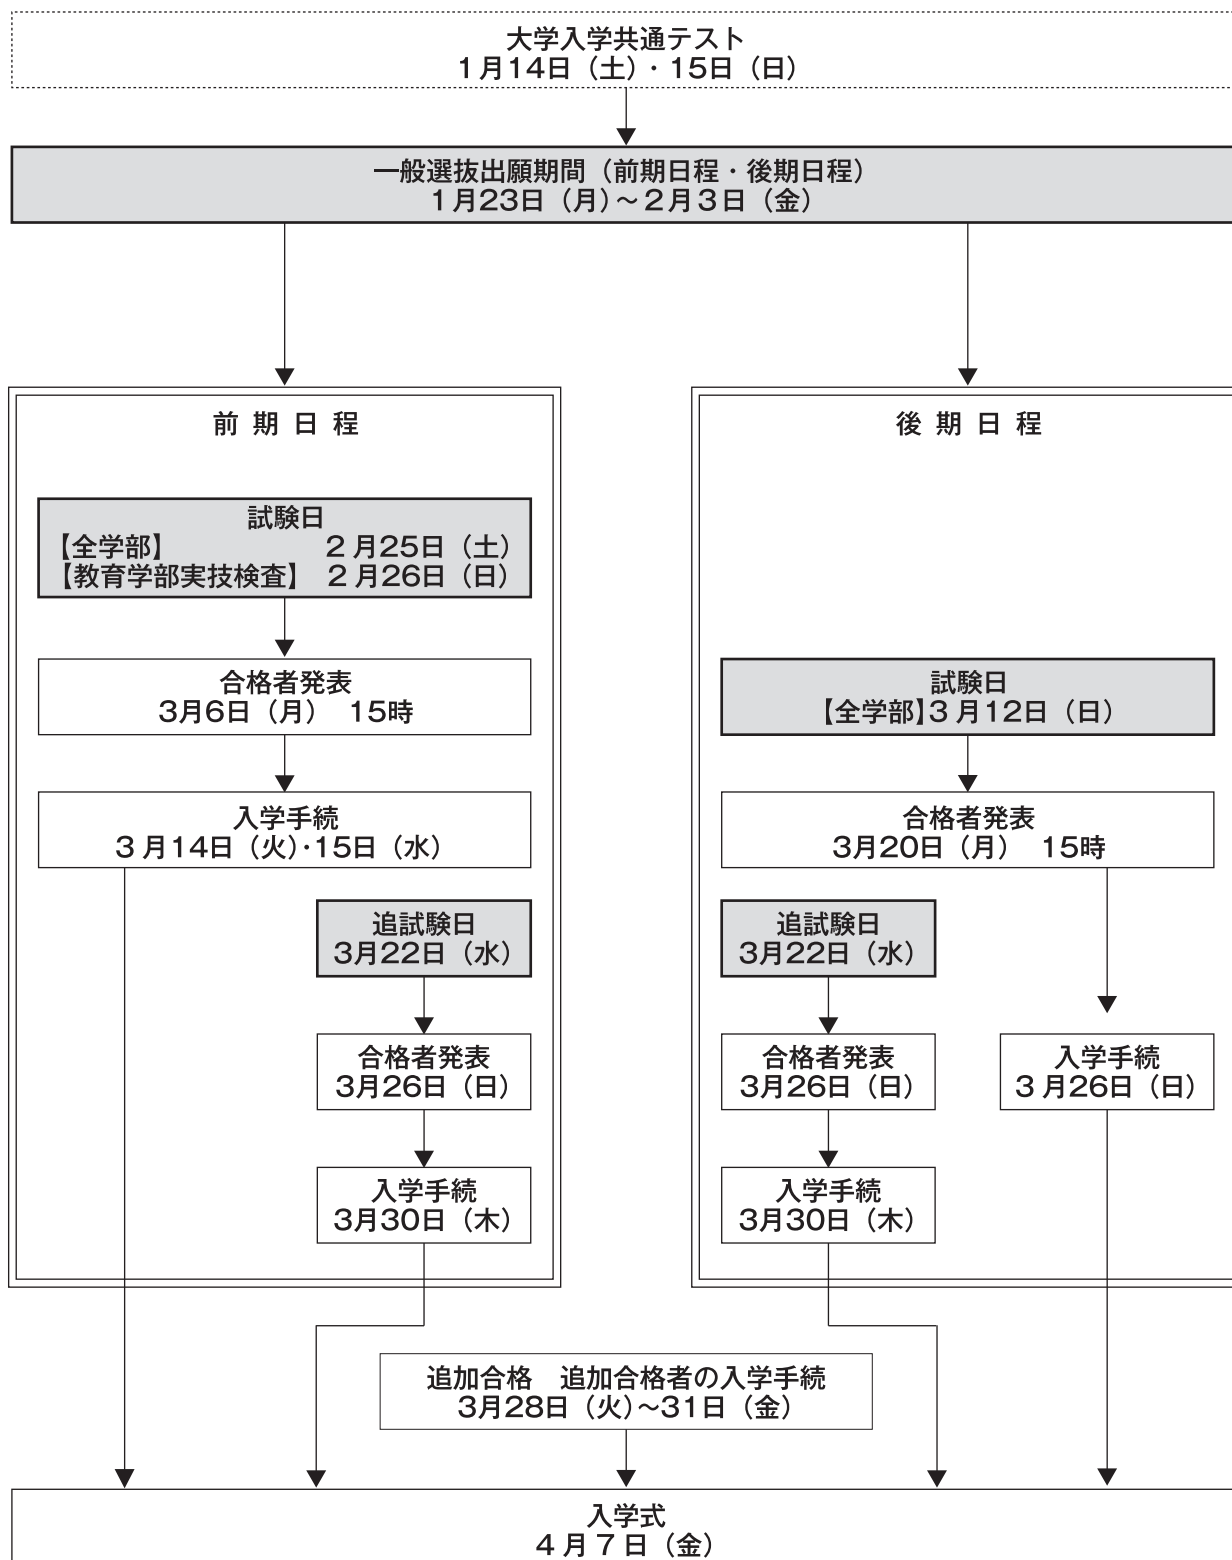 大学入学共通テスト
1月14日（土）・15日（日）
一般選抜出願期間（前期日程・後期日程）
1月23日（月）～2月3日（金）
前期日程
試験日
【全学部】 2月25日（土）
【教育学部実技検査】 2月26日（日）
合格者発表
3月6日（月） 15時
入学手続
3月14日（火）・15日（水）
追試験日
3月22日（水）
合格者発表
3月26日（日）
入学手続
3月30日（木）
後期日程
試験日
【全学部】3月12日（日）
合格者発表
3月20日（月） 15時
追試験日
3月22日（水）
合格者発表
3月26日（日）
入学手続
3月30日（木）
入学手続
3月26日（日）
追加合格 追加合格者の入学手続
3月28日（火）～31日（金）
入学式
4月7日（金）